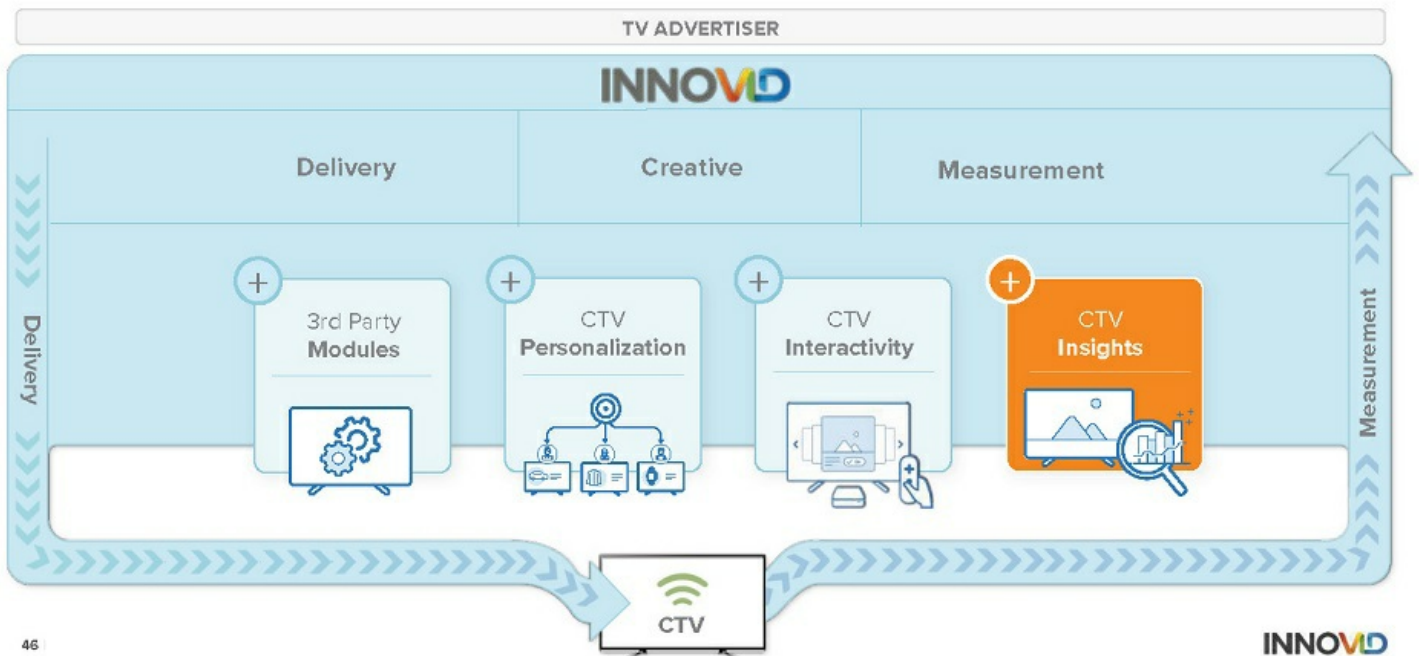 TV ADVERTISER
INNOVID
Delivery
Creative
Measurement
Delivery
3rd Party
Modules
CTV
Personalization
CTV
Interactivity
CTV
Insights
Measurement
CTV
46
INNOVID